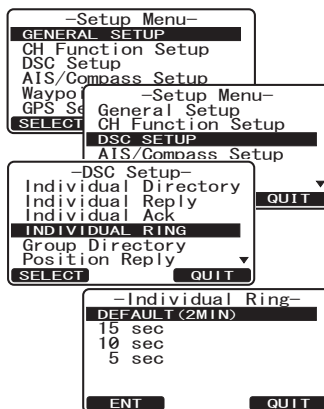 –Setup Menu–
GENERAL SETUP
CH Function Setup
DSC Setup
AIS/Compass Setup
SELECT
–Setup Menu–
General Setup
CH Function Setup
DSC SETUP
AIS/Compass Setup
QUIT
–DSC Setup–
Individual Directory
Individual Reply
Individual Ack
INDIVIDUAL RING
Group Directory
Position Reply
SELECT QUIT
–Individual Ring–
DEFAULT(2MIN)
15 sec
10 sec
5 sec
ENT QUIT